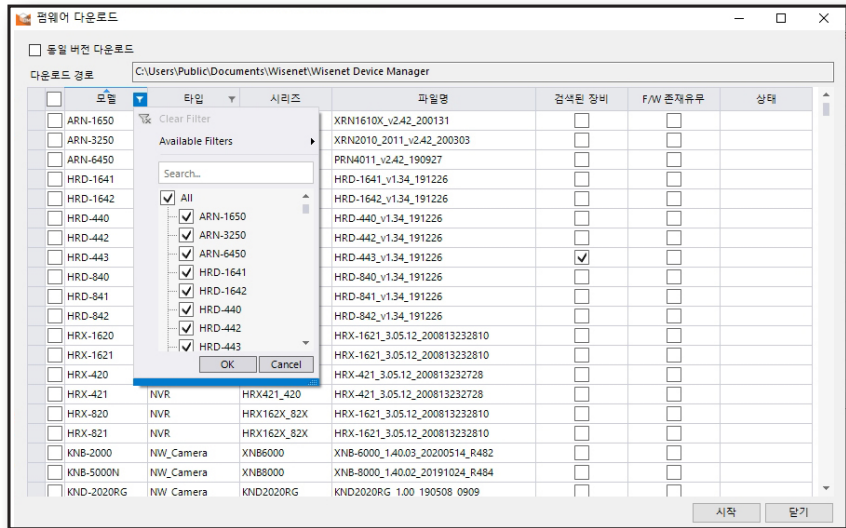 펌웨어 다운로드
동일 버전 다운로드
다운로드 경로 C:\Users\Public\Documents\Wisenet\Wisenet Device Manager
모델 타입 시리즈 파일명 검색된 장비 F/W 존재유무 상태
ARN-1650 XRN1610X_v2.42_200131
ARN-3250 XRN2010_2011_v2.42_200303
ARN-6450 PRN4011_v2.42_190927
HRD-1641 HRD-1641_v1.34_191226
HRD-1642 HRD-1642_v1.34_191226
HRD-440 HRD-440_v1.34_191226
HRD-442 HRD-442_v1.34_191226
HRD-443 HRD-443_v1.34_191226
HRD-840 HRD-840_v1.34_191226
HRD-841 HRD-841_v1.34_191226
HRD-842 HRD-842_v1.34_191226
HRX-1620 HRX-1621_3.05.12_200813232810
HRX-1621 HRX-1621_3.05.12_200813232810
HRX-420 HRX-421_3.05.12_200813232728
HRX-421 NVR HRX421_420 HRX-421_3.05.12_200813232728
HRX-820 NVR HRX162X_82X HRX-1621_3.05.12_200813232810
HRX-821 NVR HRX162X_82X HRX-1621_3.05.12_200813232810
KNB-2000 NW_Camera XNB6000 XNB-6000_1.40.03_20200514_R482
KNB-5000N NW_Camera XNB8000 XNB-8000_1.40.02_20191024_R484
KND-2020RG NW_Camera KND2020RG KND2020RG_1.00_190508_0909
Clear Filter
Available Filters
Search...
All
ARN-1650
ARN-3250
ARN-6450
HRD-1641
HRD-1642
HRD-440
HRD-442
HRD-443
OK Cancel
시작 닫기